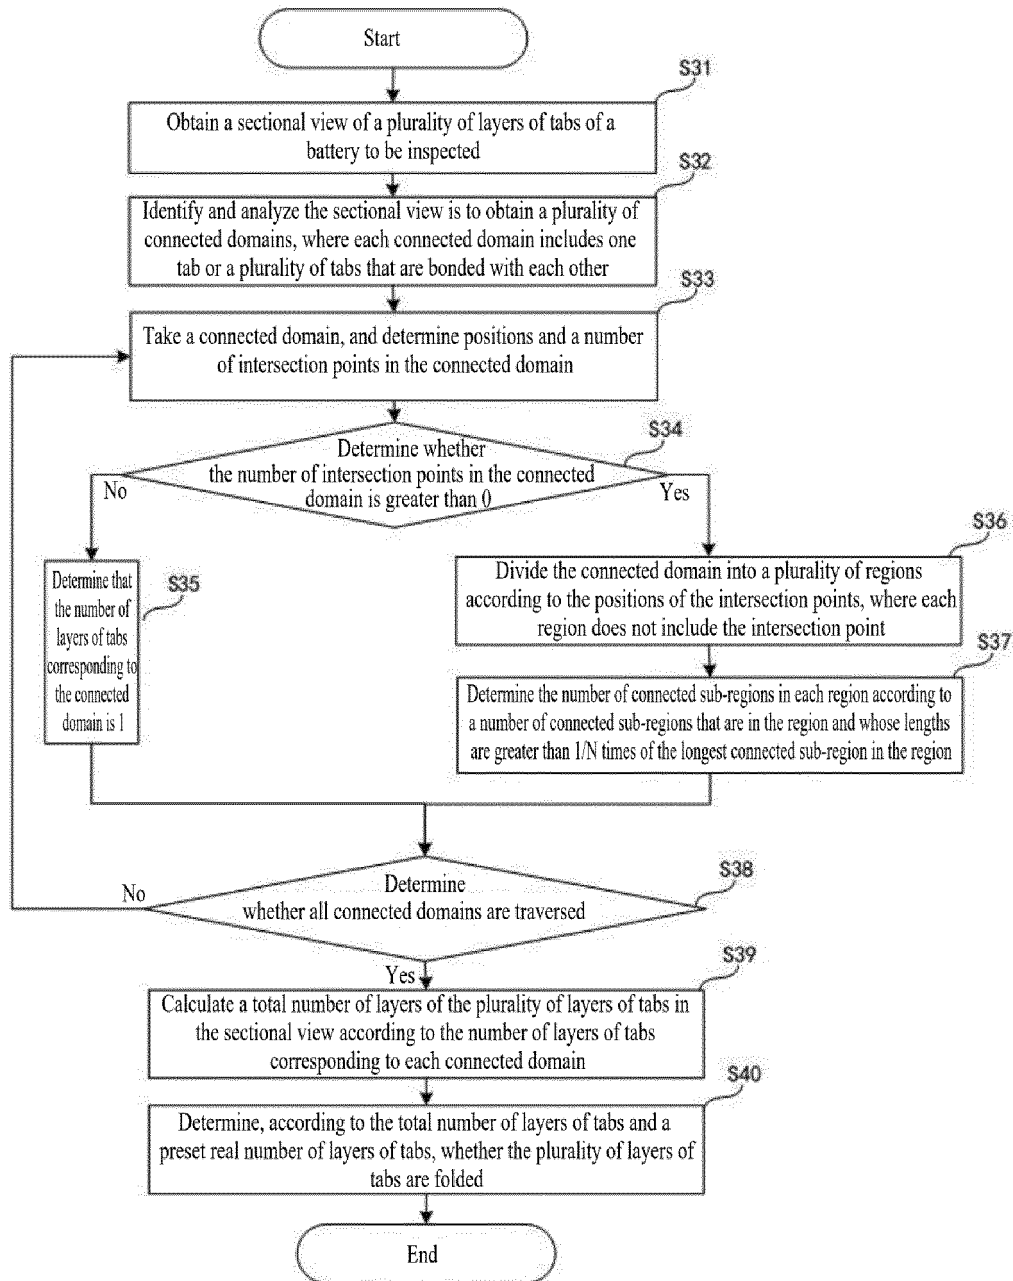 Start
S31
Obtain a sectional view of a plurality of layers of tabs of a
battery to be inspected
S32
Identify and analyze the sectional view is to obtain a plurality of
connected domains, where each connected domain includes one
tab or a plurality of tabs that are bonded with each other
S33
Take a connected domain, and determine positions and a number
of intersection points in the connected domain
S34
Determine whether
the number of intersection points in the connected
domain is greater than 0
No
Yes
S35
Determine that
the number of
layers of tabs
corresponding to
the connected
domain is 1
S36
Divide the connected domain into a plurality of regions
according to the positions of the intersection points, where each
region does not include the intersection point
S37
Determine the number of connected sub-regions in each region according to
a number of connected sub-regions that are in the region and whose lengths
are greater than 1/N times of the longest connected sub-region in the region
S38
Determine
whether all connected domains are traversed
No
Yes
S39
Calculate a total number of layers of the plurality of layers of tabs in
the sectional view according to the number of layers of tabs
corresponding to each connected domain
S40
Determine, according to the total number of layers of tabs and a
preset real number of layers of tabs, whether the plurality of layers of
tabs are folded
End